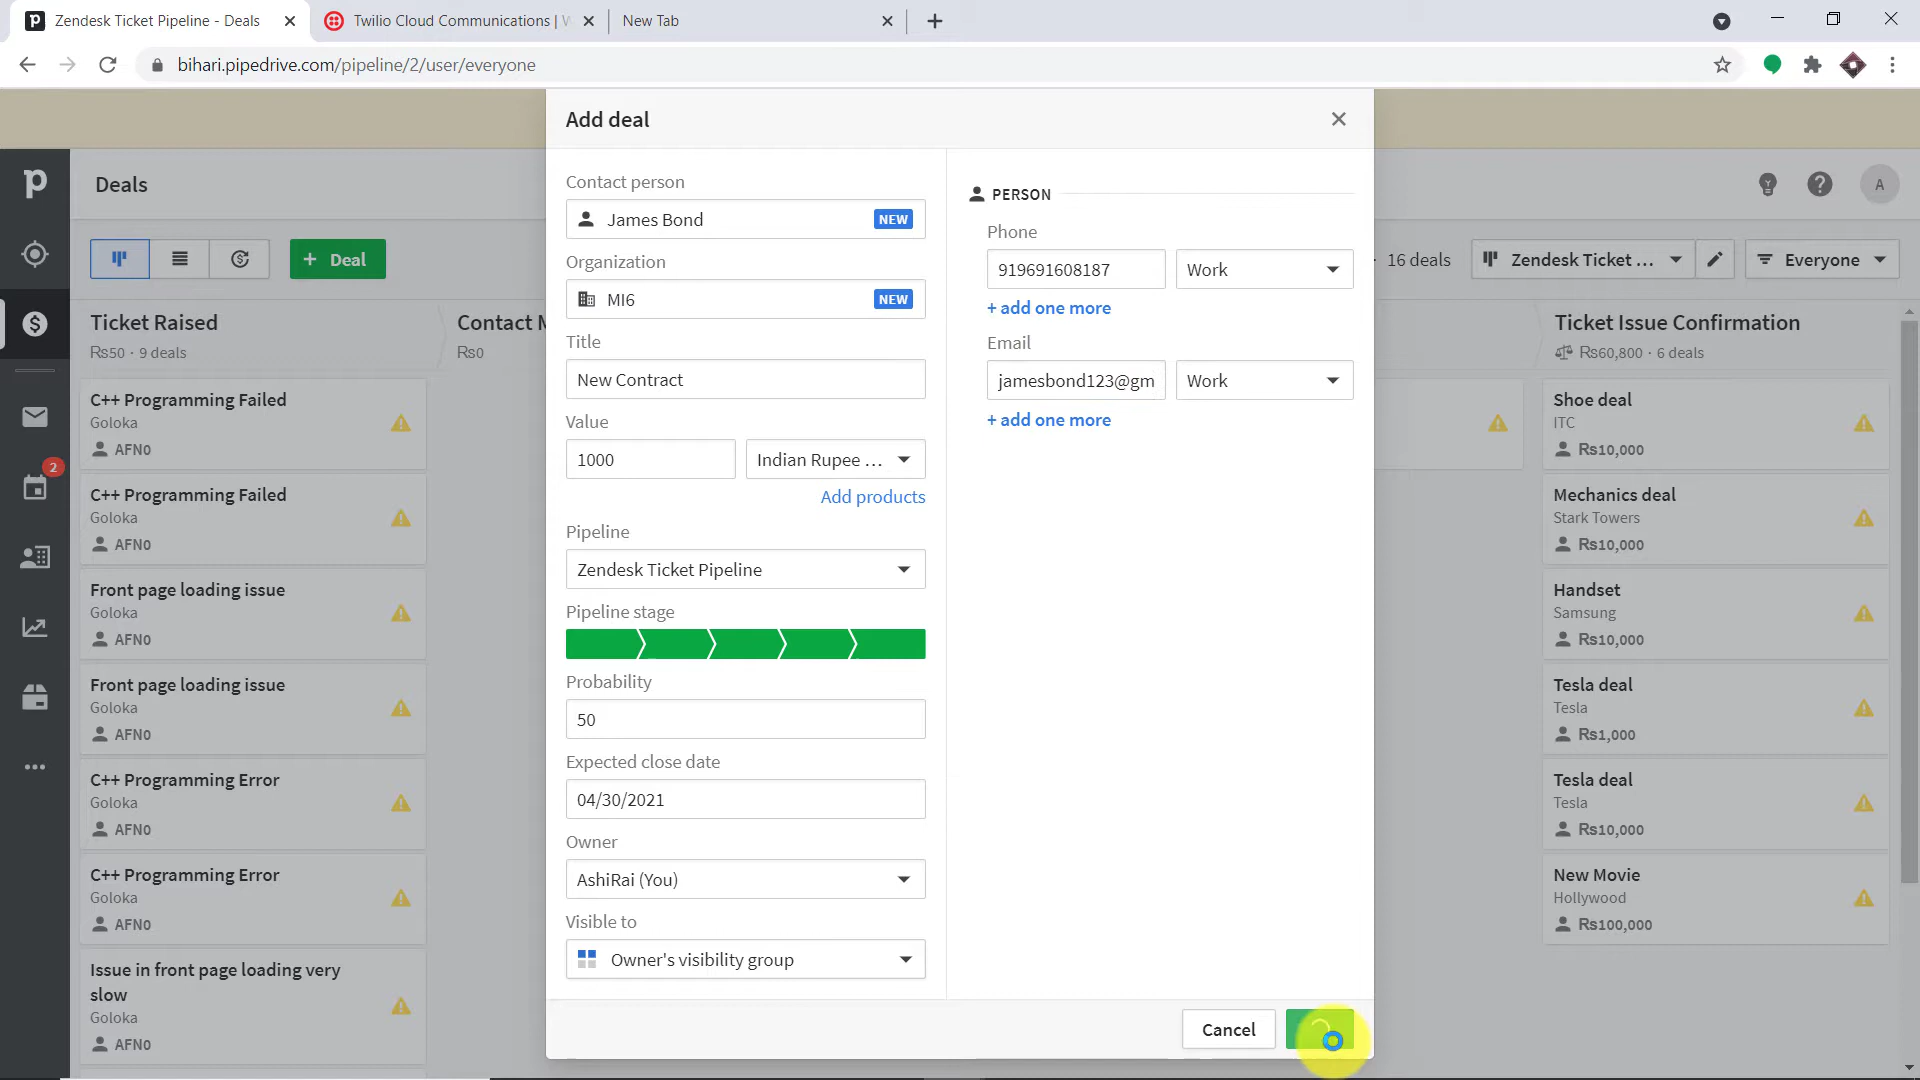 Zendesk Ticket Pipeline - Deals
Twilio Cloud Communications |
New Tab
bihari.pipedrive.com/pipeline/2/user/everyone
Add deal
Deals
A
Deal
16 deals
Zendesk Ticket ...
Everyone
Ticket Raised
Rs50 · 9 deals
Contact M
Rs0
Ticket Issue Confirmation
Rs60,800 · 6 deals
C++ Programming Failed
Goloka
AFN0
C++ Programming Failed
Goloka
AFN0
Front page loading issue
Goloka
AFN0
Front page loading issue
Goloka
AFN0
C++ Programming Error
Goloka
AFN0
C++ Programming Error
Goloka
AFN0
Issue in front page loading very
slow
Goloka
AFN0
2
Contact person
James Bond NEW
Organization
MI6 NEW
Title
New Contract
Value
1000 Indian Rupee ...
Add products
Pipeline
Zendesk Ticket Pipeline
Pipeline stage
Probability
50
Expected close date
04/30/2021
Owner
AshiRai (You)
Visible to
Owner's visibility group
PERSON
Phone
919691608187 Work
+ add one more
Email
jamesbond123@gm Work
+ add one more
Cancel
Shoe deal
ITC
Rs10,000
Mechanics deal
Stark Towers
Rs10,000
Handset
Samsung
Rs10,000
Tesla deal
Tesla
Rs1,000
Tesla deal
Tesla
Rs10,000
New Movie
Hollywood
Rs100,000